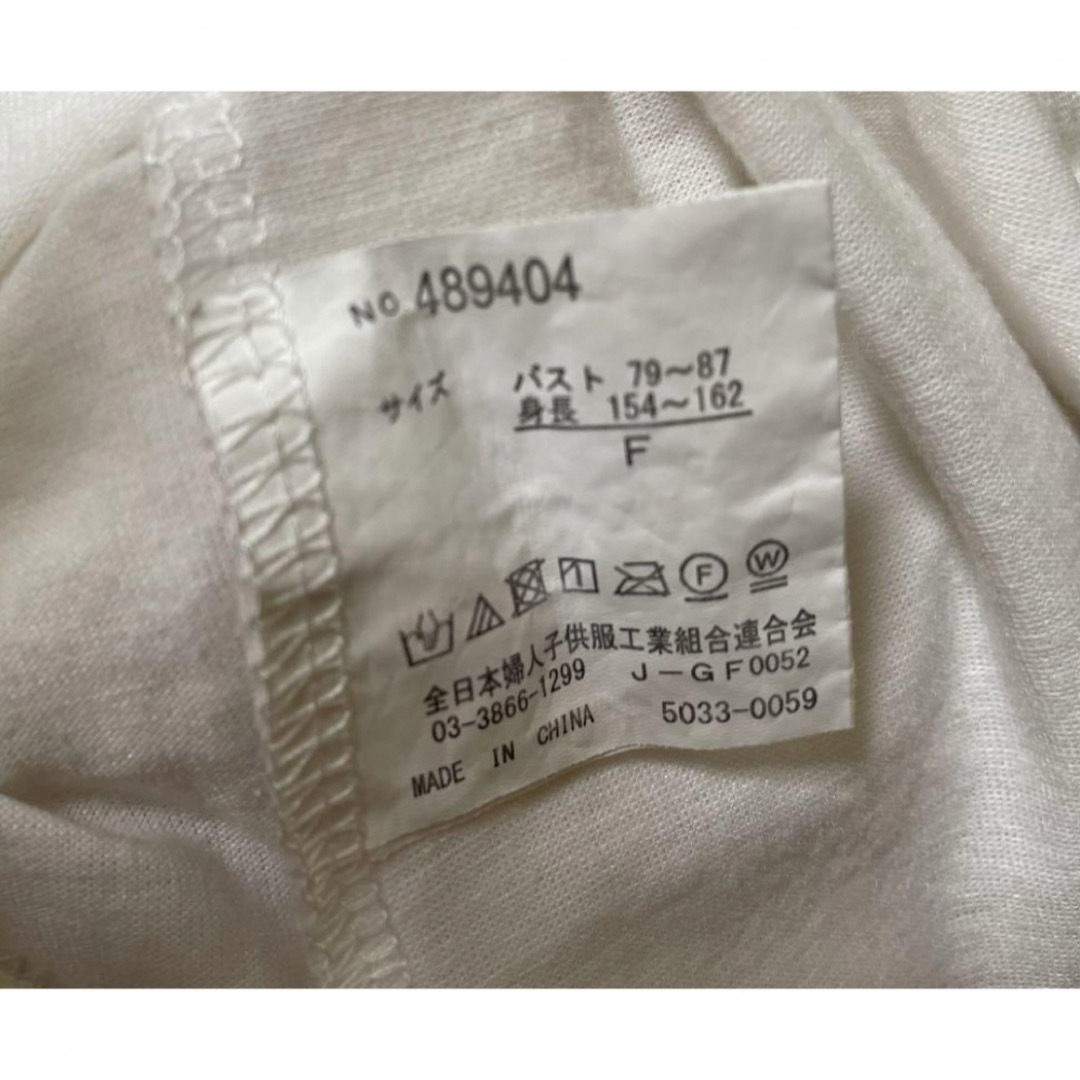 NO.489404
サイズ バスト 79～87
身長 154～162
F
F W
全日本婦人子供服工業組合連合会
03-3866-1299 J－GF0052
MADE IN CHINA 5033-0059